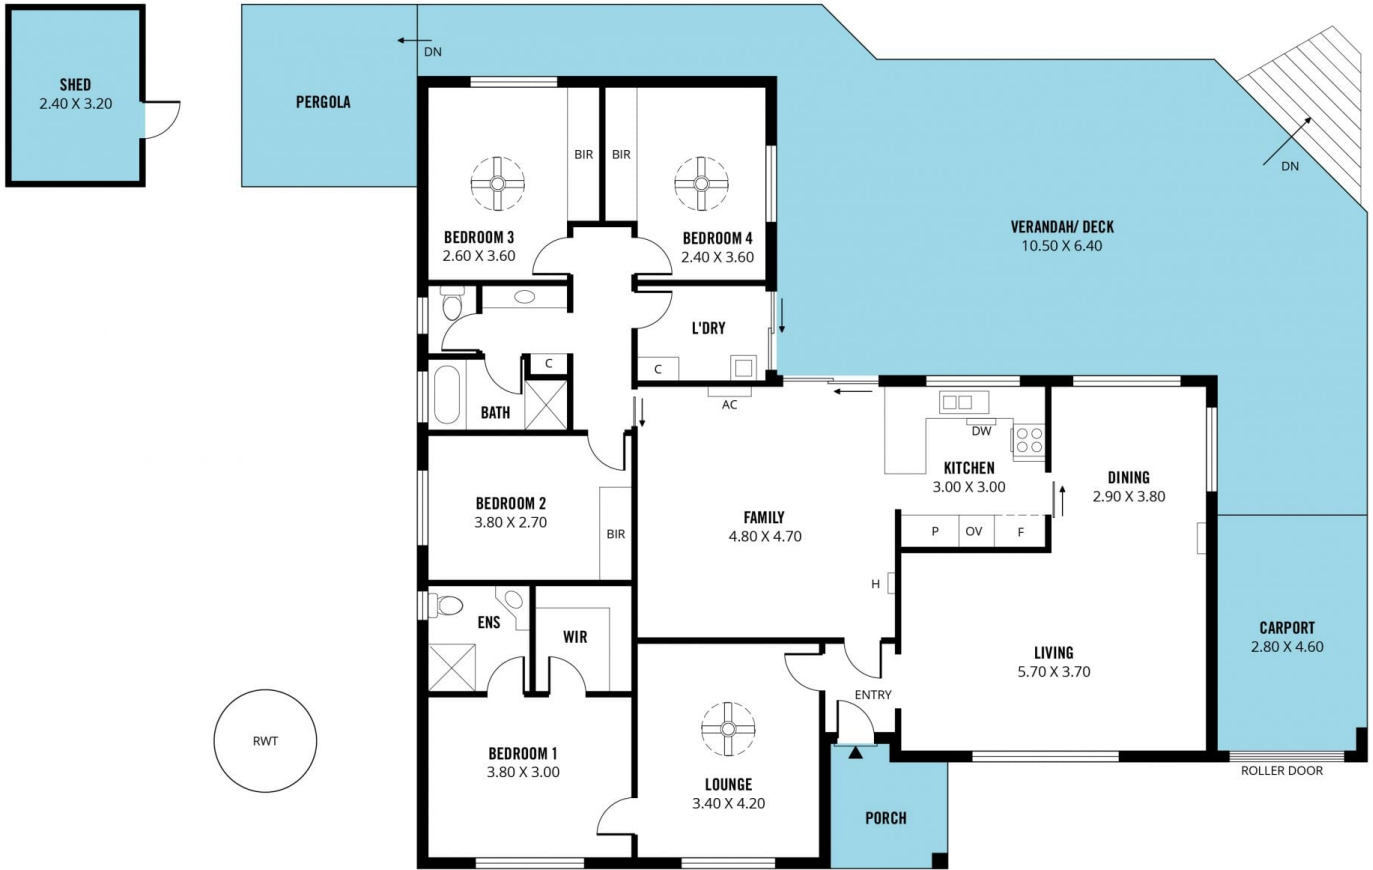 SHED
2.40 X 3.20
PERGOLA
DN
BIR
BIR
BEDROOM 3
2.60 X 3.60
BEDROOM 4
2.40 X 3.60
VERANDAH/ DECK
10.50 X 6.40
DN
L'DRY
C
C
BATH
AC
DW
KITCHEN
3.00 X 3.00
DINING
2.90 X 3.80
BEDROOM 2
3.80 X 2.70
BIR
FAMILY
4.80 X 4.70
P
OV
F
H
ENS
WIR
CARPORT
2.80 X 4.60
LIVING
5.70 X 3.70
ENTRY
RWT
BEDROOM 1
3.80 X 3.00
LOUNGE
3.40 X 4.20
PORCH
ROLLER DOOR